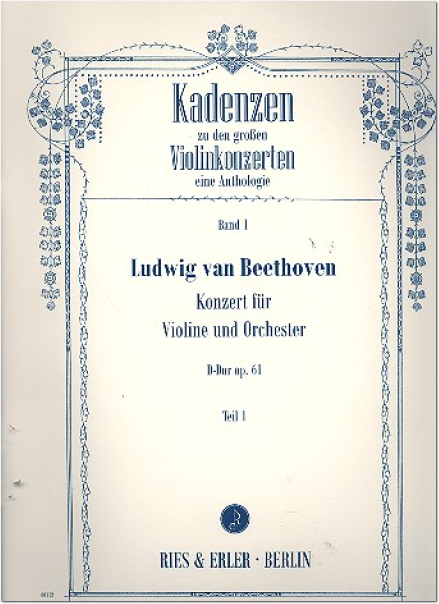 Kadenzen
zu den großen
Violinkonzerten
eine Anthologie
Band 1
Ludwig van Beethoven
Konzert für
Violine und Orchester
D-Dur op. 61
Teil 1
RIES & ERLER · BERLIN